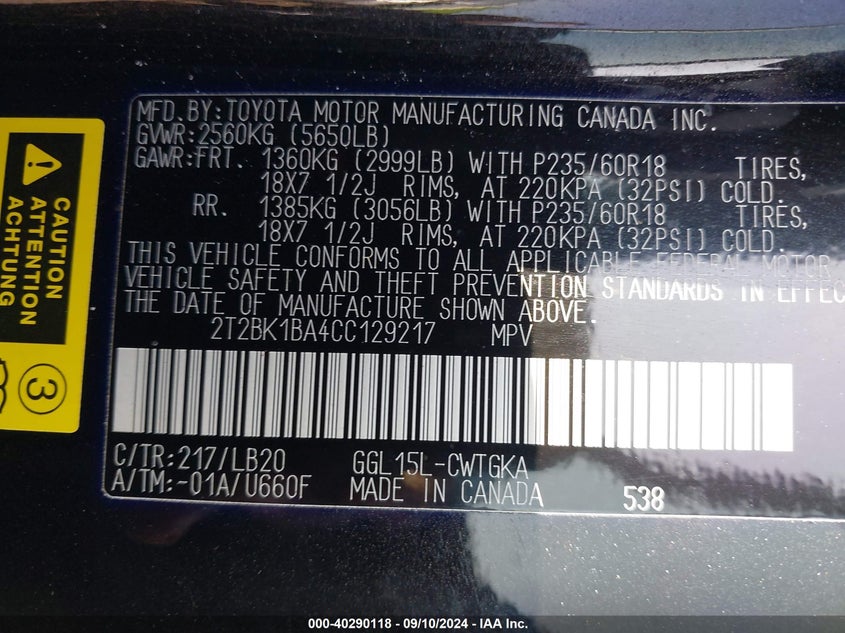 MFD.BY:TOYOTA MOTOR MANUFACTURING CANADA INC.
GVWR:2560KG (5650LB)
GAWR:FRT. 1360KG (2999LB) WITH P235/60R18 TIRES,
18X7 1/2J RIMS, AT 220KPA (32PSI) COLD.
RR. 1385KG (3056LB) WITH P235/60R18 TIRES,
18X7 1/2J RIMS, AT 220KPA (32PSI) COLD.
THIS VEHICLE CONFORMS TO ALL APPLICABLE FEDERAL MOTOR
VEHICLE SAFETY AND THEFT PREVENTION STANDARDS IN EFFEC
THE DATE OF MANUFACTURE SHOWN ABOVE.
2T2BK1BA4CC129217 MPV
C/TR:217/LB20 GGL15L-CWTGKA
A/TM:-01A/U660F MADE IN CANADA 538
CAUTION
ATTENTION
ACHTUNG
3
000-40290118 - 09/10/2024 - IAA Inc.